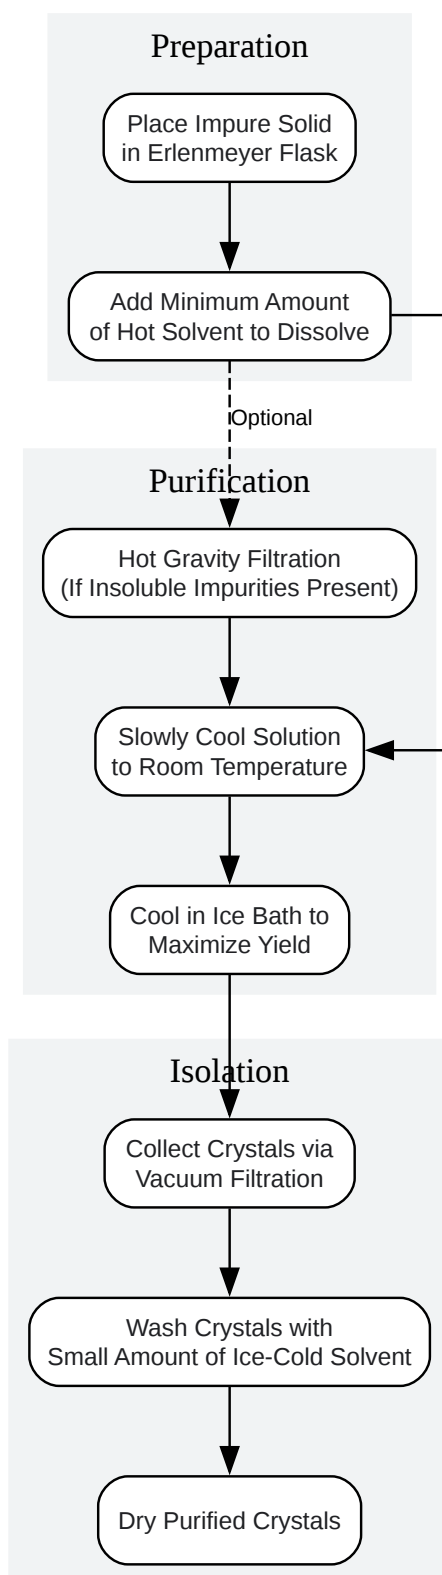 Preparation
Place Impure Solid
in Erlenmeyer Flask
Add Minimum Amount
of Hot Solvent to Dissolve
Optional
Purification
Hot Gravity Filtration
(If Insoluble Impurities Present)
Slowly Cool Solution
to Room Temperature
Cool in Ice Bath to
Maximize Yield
Isolation
Collect Crystals via
Vacuum Filtration
Wash Crystals with
Small Amount of Ice-Cold Solvent
Dry Purified Crystals